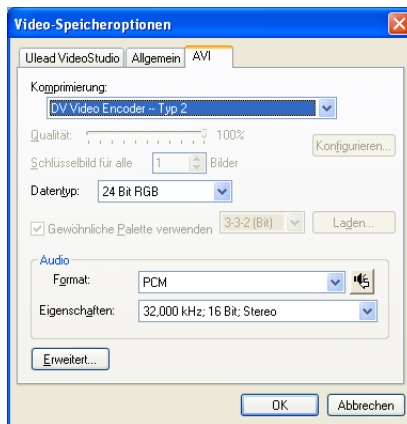 Video-Speicheroptionen
Ulead VideoStudio Allgemein AVI
Komprimierung:
DV Video Encoder -- Typ 2
Qualität: 100%
Konfigurieren...
Schlüsselbild für alle 1 Bilder
Datentyp: 24 Bit RGB
Gewöhnliche Palette verwenden 3-3-2 (Bit) Laden...
Audio
Format: PCM
Eigenschaften: 32,000 kHz; 16 Bit; Stereo
Erweitert...
OK Abbrechen